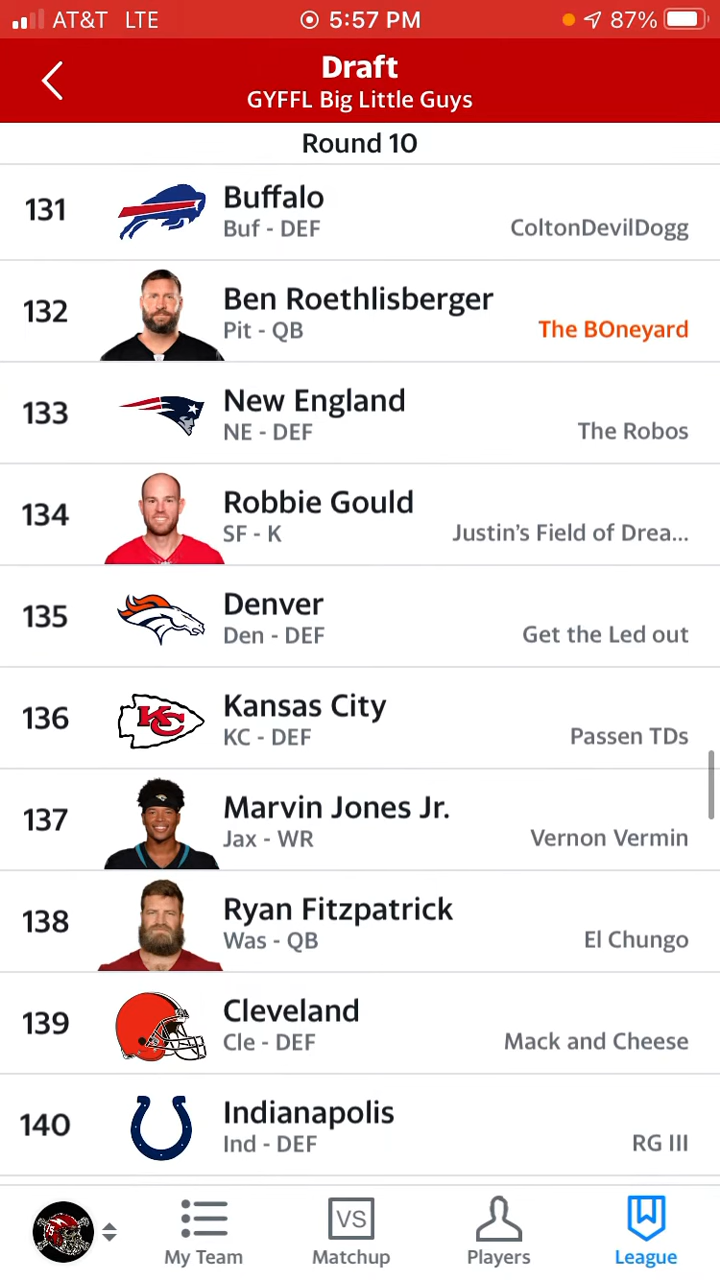 AT&T LTE 5:57 PM 87%
Draft
GYFFL Big Little Guys
Round 10
131 Buffalo
Buf - DEF ColtonDevilDogg
132 Ben Roethlisberger
Pit - QB The BOneyard
133 New England
NE - DEF The Robos
134 Robbie Gould
SF - K Justin's Field of Drea...
135 Denver
Den - DEF Get the Led out
136 Kansas City
KC - DEF Passen TDs
137 Marvin Jones Jr.
Jax - WR Vernon Vermin
138 Ryan Fitzpatrick
Was - QB El Chungo
139 Cleveland
Cle - DEF Mack and Cheese
140 Indianapolis
Ind - DEF RG III
VS
My Team Matchup Players League